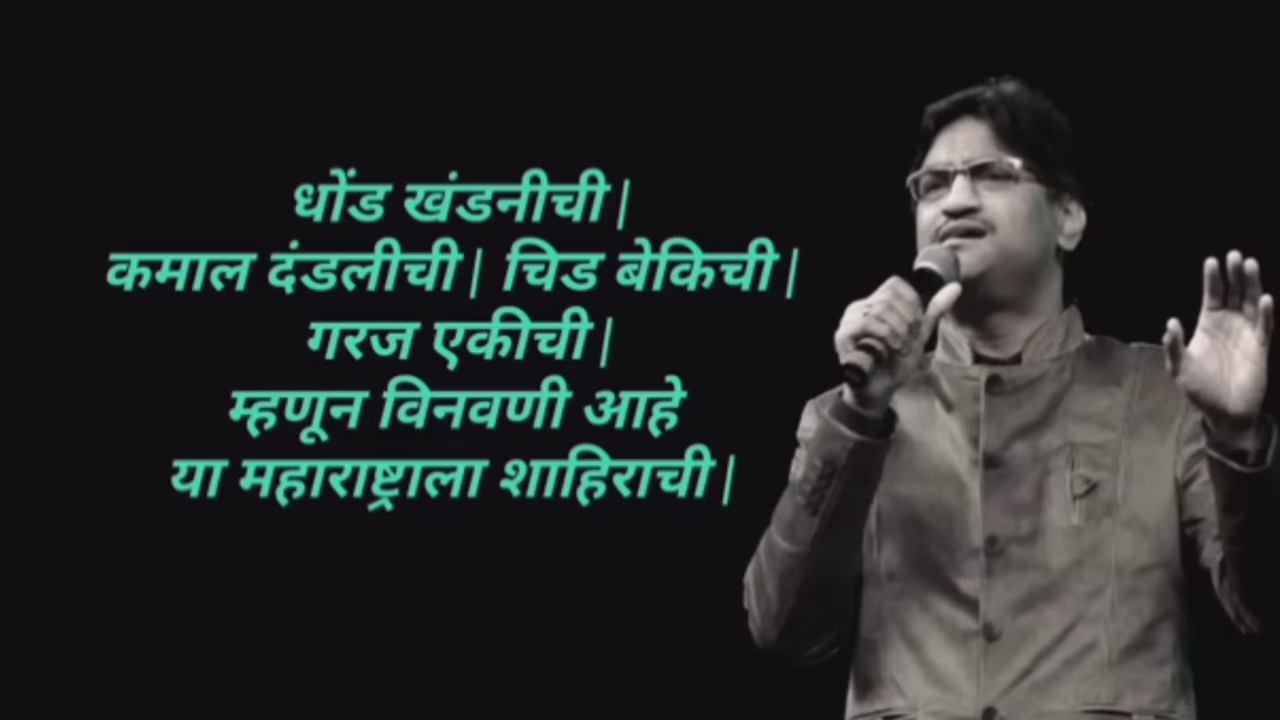 धोंड खंडनीची|
कमाल दंडलीची| चिड बेकिची|
गरज एकीची|
म्हणून विनवणी आहे
या महाराष्ट्राला शाहिराची|